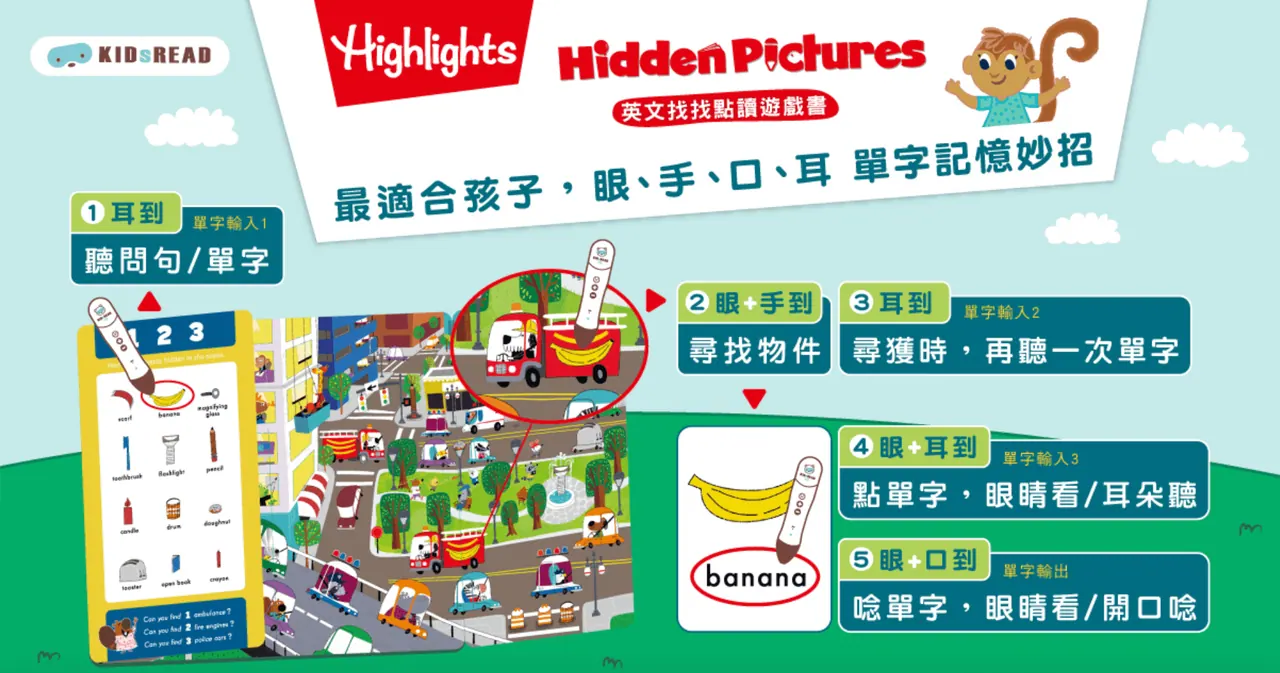 KIDsREAD
Highlights
Hidden Pictures
英文找找點讀遊戲書
最適合孩子，眼、手、口、耳 單字記憶妙招
1 耳到
單字輸入1
聽問句/單字
2 眼+手到
尋找物件
3 耳到
單字輸入2
尋獲時，再聽一次單字
4 眼+耳到
單字輸入3
點單字，眼睛看/耳朵聽
5 眼+口到
單字輸出
唸單字，眼睛看/開口唸
banana
1 2 3
hidden in the scene.
scarf
banana
magnifying
glass
toothbrush
flashlight
pencil
candle
drum
doughnut
toaster
open book
crayon
Can you find 1 ambulance?
Can you find 2 fire engines?
Can you find 3 police cars?